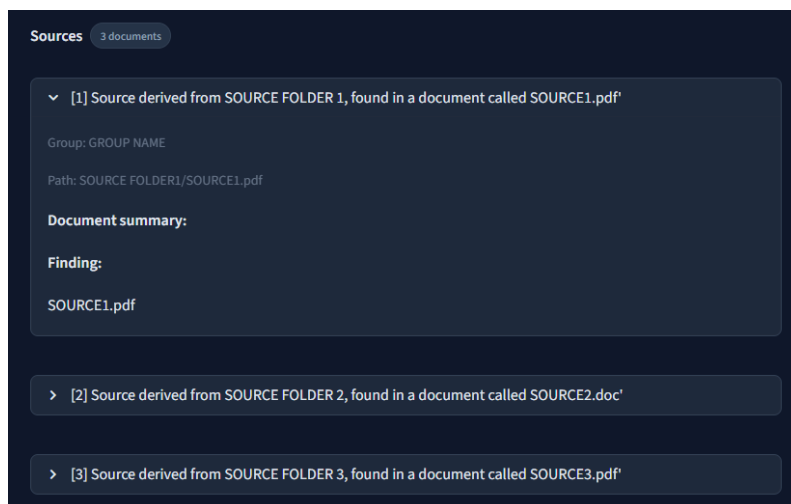 Sources 3 documents
[1] Source derived from SOURCE FOLDER 1, found in a document called SOURCE1.pdf'
Group: GROUP NAME
Path: SOURCE FOLDER1/SOURCE1.pdf
Document summary:
Finding:
SOURCE1.pdf
[2] Source derived from SOURCE FOLDER 2, found in a document called SOURCE2.doc'
[3] Source derived from SOURCE FOLDER 3, found in a document called SOURCE3.pdf'